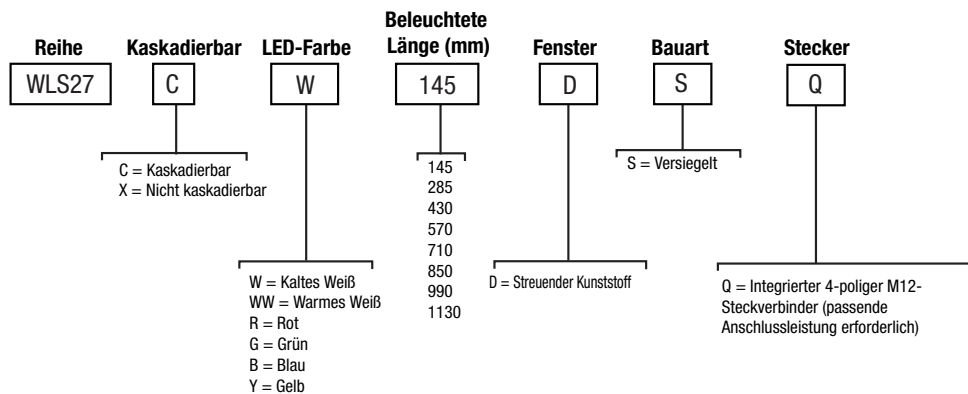 Reihe
Kaskadierbar
LED-Farbe
Beleuchtete
Länge (mm)
Fenster
Bauart
Stecker
WLS27
C
W
145
D
S
Q
C = Kaskadierbar
X = Nicht kaskadierbar
W = Kaltes Weiß
WW = Warmes Weiß
R = Rot
G = Grün
B = Blau
Y = Gelb
145
285
430
570
710
850
990
1130
D = Streuender Kunststoff
S = Versiegelt
Q = Integrierter 4-poliger M12-
Steckverbinder (passende
Anschlussleistung erforderlich)